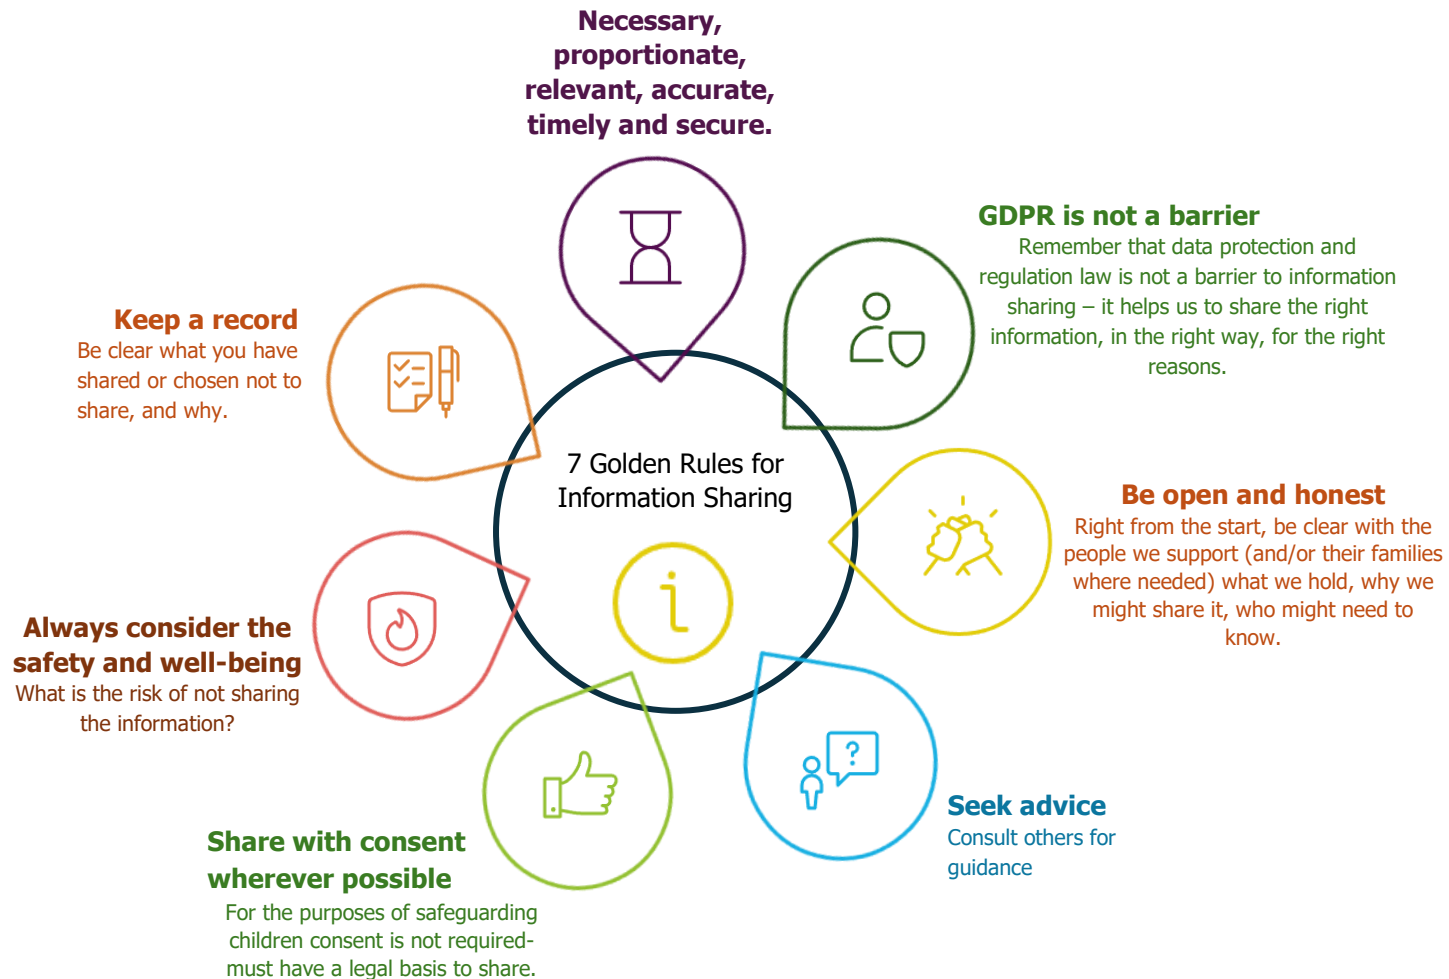 Necessary,
proportionate,
relevant, accurate,
timely and secure.
GDPR is not a barrier
Remember that data protection and
regulation law is not a barrier to information
sharing – it helps us to share the right
information, in the right way, for the right
reasons.
Be open and honest
Right from the start, be clear with the
people we support (and/or their families
where needed) what we hold, why we
might share it, who might need to
know.
Seek advice
Consult others for
guidance
Share with consent
wherever possible
For the purposes of safeguarding
children consent is not required-
must have a legal basis to share.
Always consider the
safety and well-being
What is the risk of not sharing
the information?
Keep a record
Be clear what you have
shared or chosen not to
share, and why.
7 Golden Rules for
Information Sharing
i
?